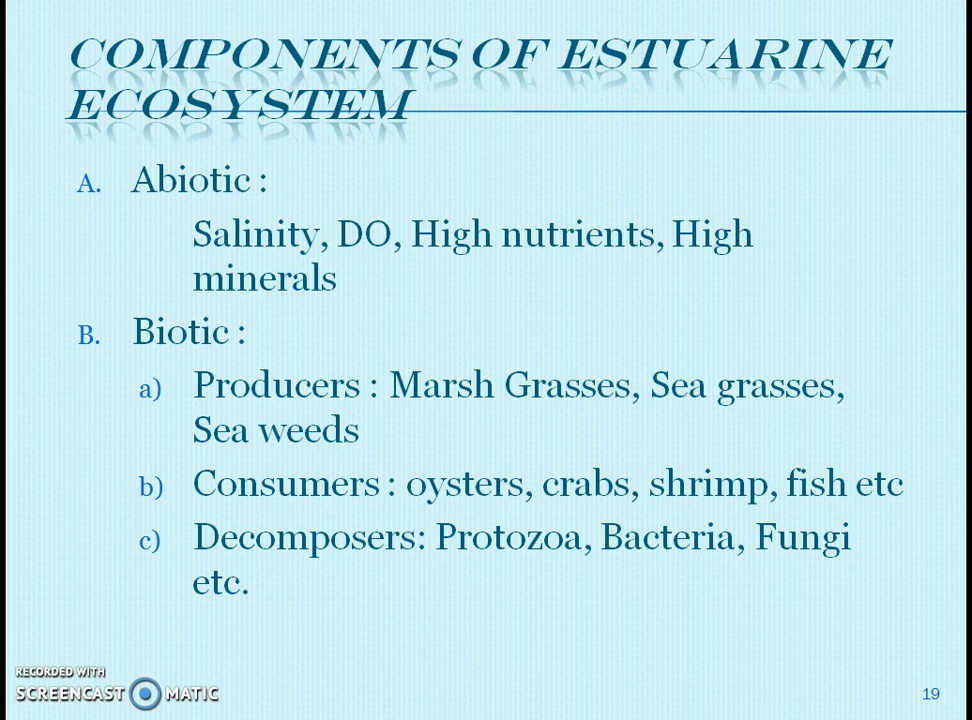 COMPONENTS OF ESTUARINE
ECOSYSTEM
A. Abiotic :
Salinity, DO, High nutrients, High
minerals
B. Biotic :
a) Producers : Marsh Grasses, Sea grasses,
Sea weeds
b) Consumers : oysters, crabs, shrimp, fish etc
c) Decomposers: Protozoa, Bacteria, Fungi
etc.
RECORDED WITH
SCREENCAST MATIC
19